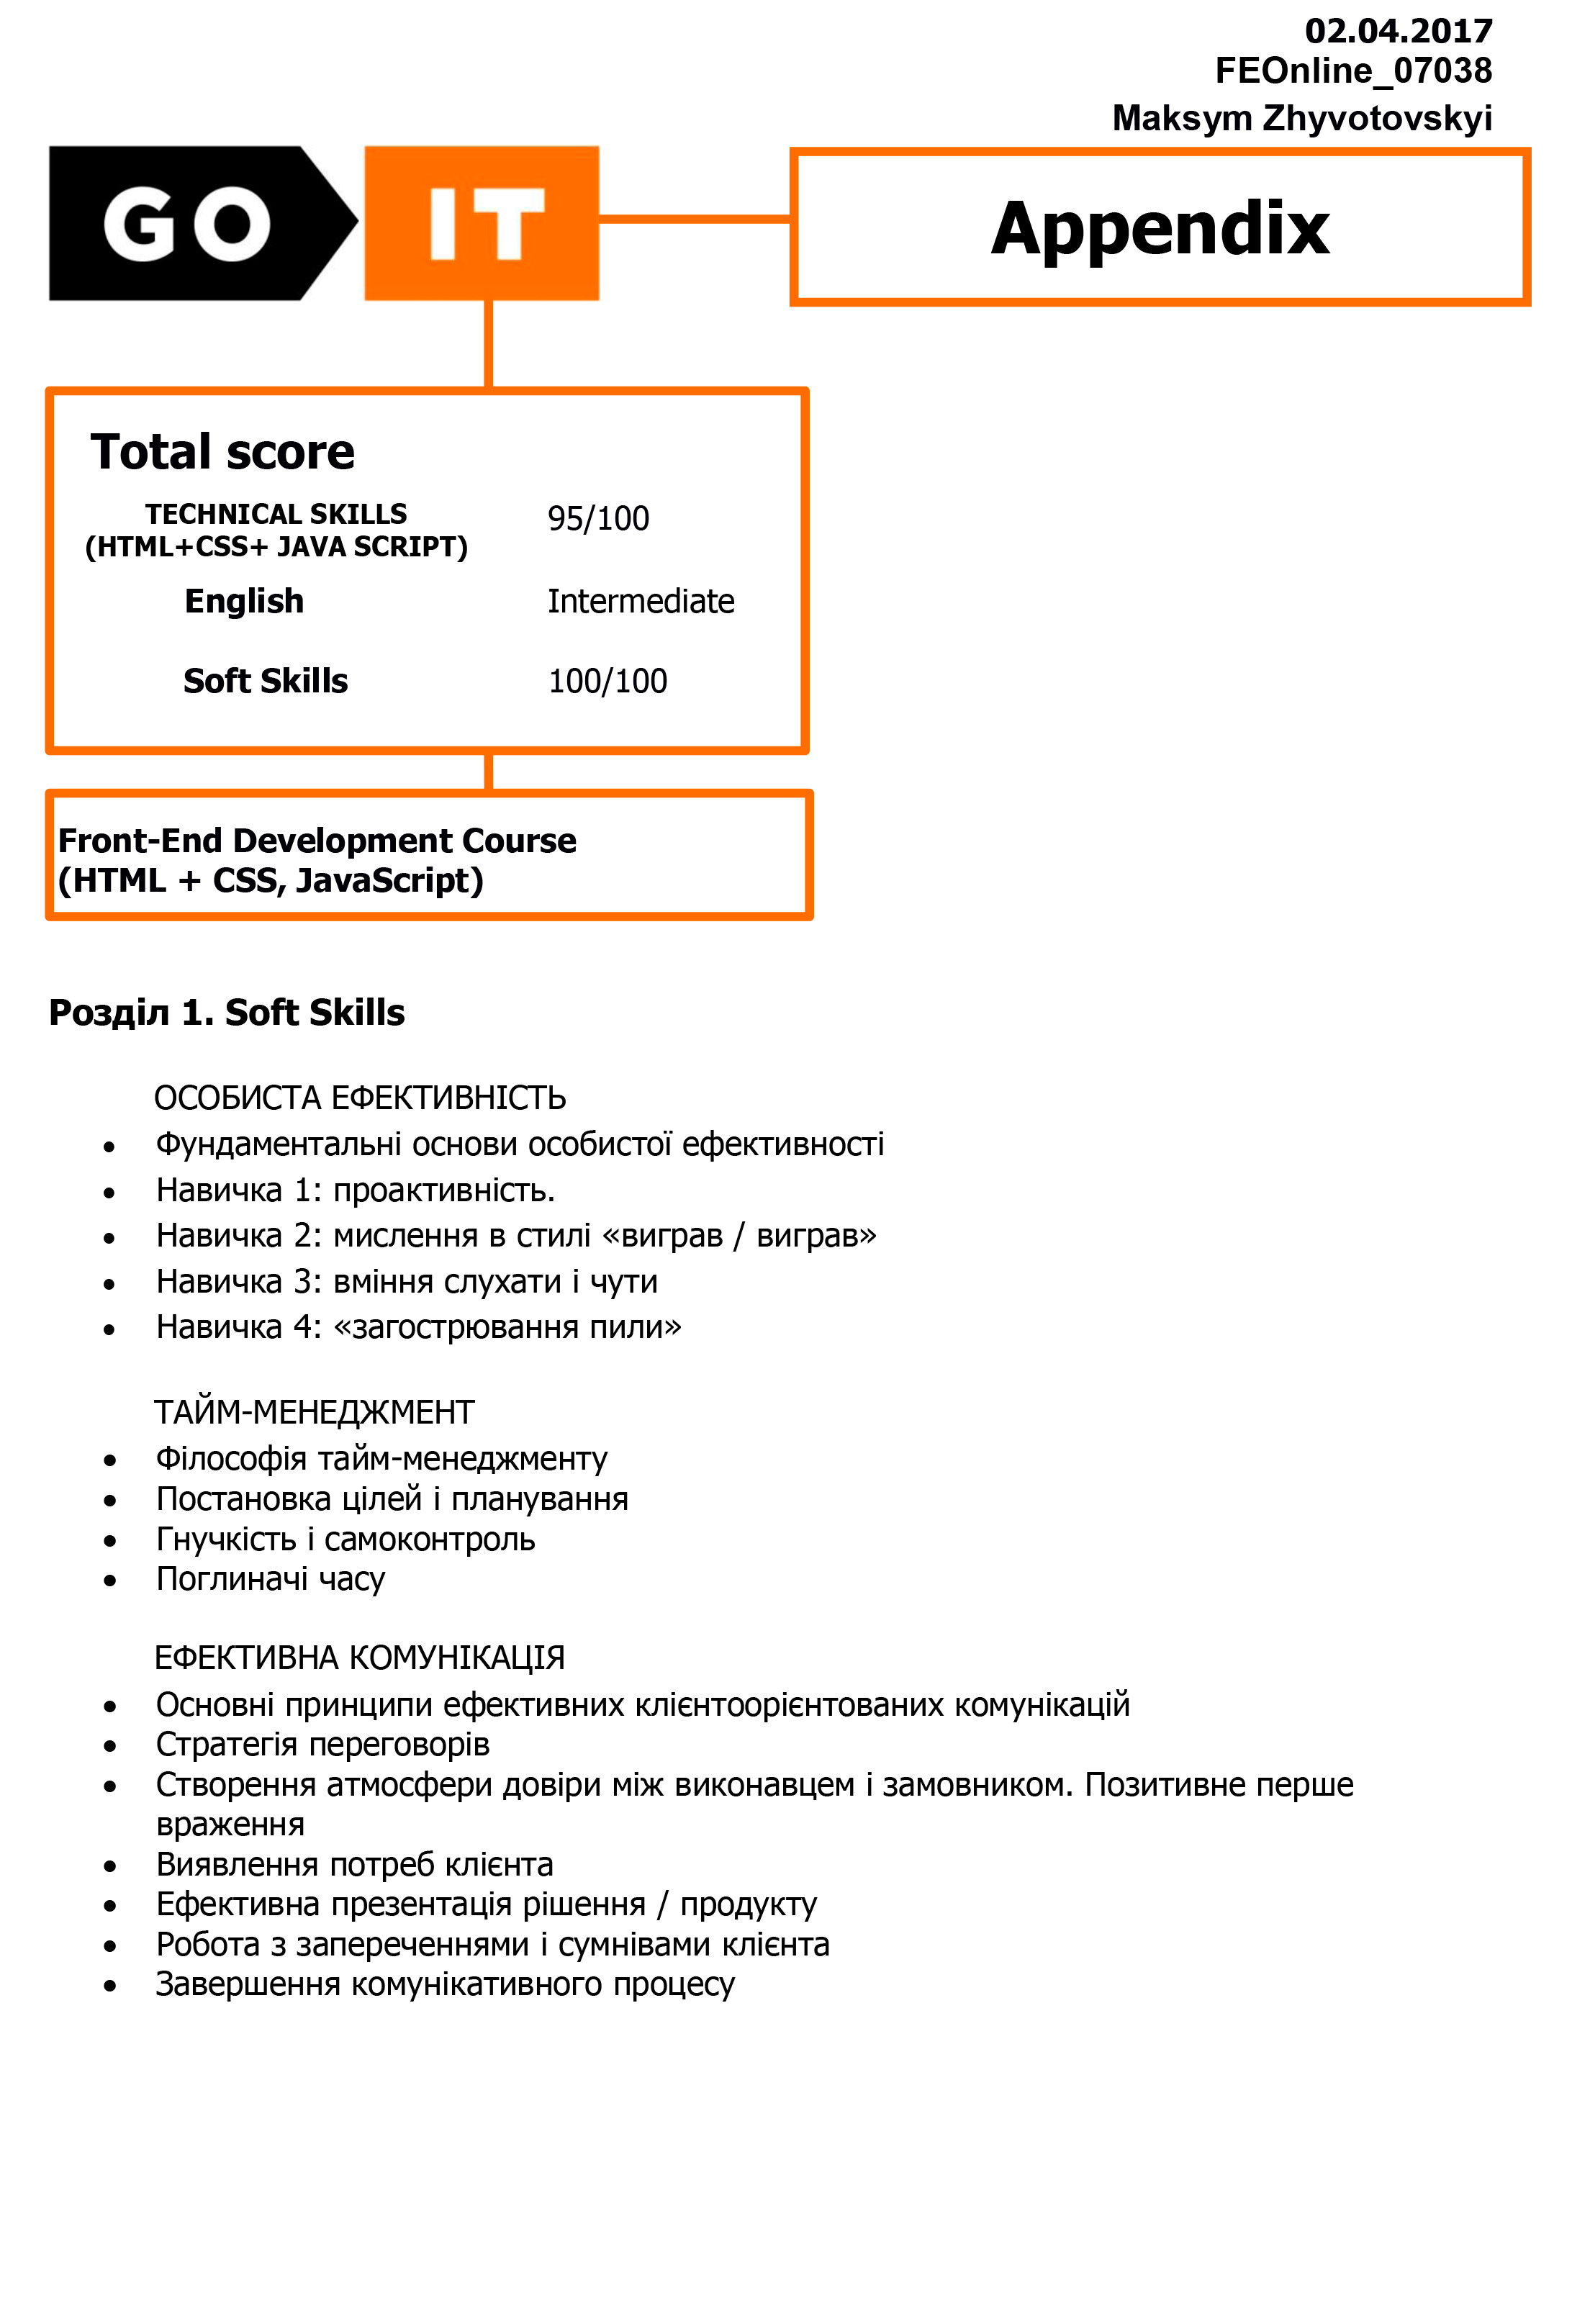 02.04.2017
FEOnline_07038
Maksym Zhyvotovskyi
GO IT
Appendix
Total score
TECHNICAL SKILLS 95/100
(HTML+CSS+ JAVA SCRIPT)
English Intermediate
Soft Skills 100/100
Front-End Development Course
(HTML + CSS, JavaScript)
Розділ 1. Soft Skills
ОСОБИСТА ЕФЕКТИВНІСТЬ
• Фундаментальні основи особистої ефективності
• Навичка 1: проактивність.
• Навичка 2: мислення в стилі «виграв / виграв»
• Навичка 3: вміння слухати і чути
• Навичка 4: «загострювання пили»
ТАЙМ-МЕНЕДЖМЕНТ
• Філософія тайм-менеджменту
• Постановка цілей і планування
• Гнучкість і самоконтроль
• Поглиначі часу
ЕФЕКТИВНА КОМУНІКАЦІЯ
• Основні принципи ефективних клієнтоорієнтованих комунікацій
• Стратегія переговорів
• Створення атмосфери довіри між виконавцем і замовником. Позитивне перше
враження
• Виявлення потреб клієнта
• Ефективна презентація рішення / продукту
• Робота з запереченнями і сумнівами клієнта
• Завершення комунікативного процесу